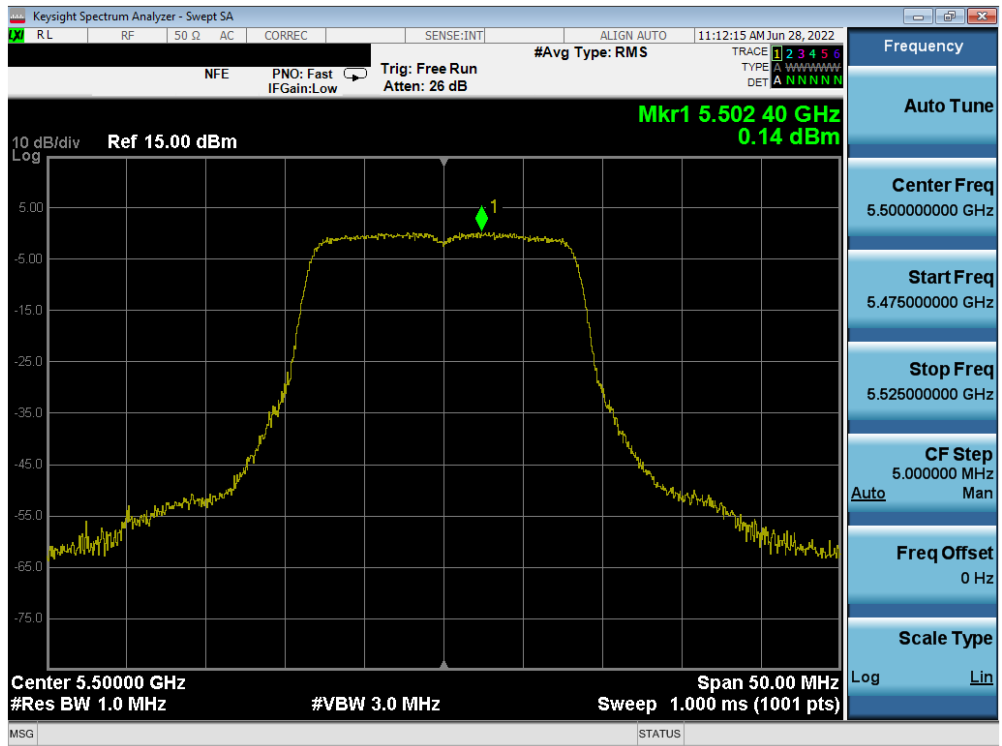 Keysight Spectrum Analyzer - Swept SA
LXI RL RF 50 Ω AC CORREC SENSE:INT ALIGN AUTO 11:12:15 AM Jun 28, 2022
#Avg Type: RMS TRACE 1 2 3 4 5 6
NFE PNO: Fast Trig: Free Run TYPE A WWWWW
IFGain:Low Atten: 26 dB DET A N N N N N
Mkr1 5.502 40 GHz
0.14 dBm
10 dB/div Ref 15.00 dBm
Log
1
5.00
-5.00
-15.0
-25.0
-35.0
-45.0
-55.0
-65.0
-75.0
Center 5.50000 GHz Span 50.00 MHz
#Res BW 1.0 MHz #VBW 3.0 MHz Sweep 1.000 ms (1001 pts)
MSG STATUS
Frequency
Auto Tune
Center Freq
5.500000000 GHz
Start Freq
5.475000000 GHz
Stop Freq
5.525000000 GHz
CF Step
5.000000 MHz
Auto Man
Freq Offset
0 Hz
Scale Type
Log Lin